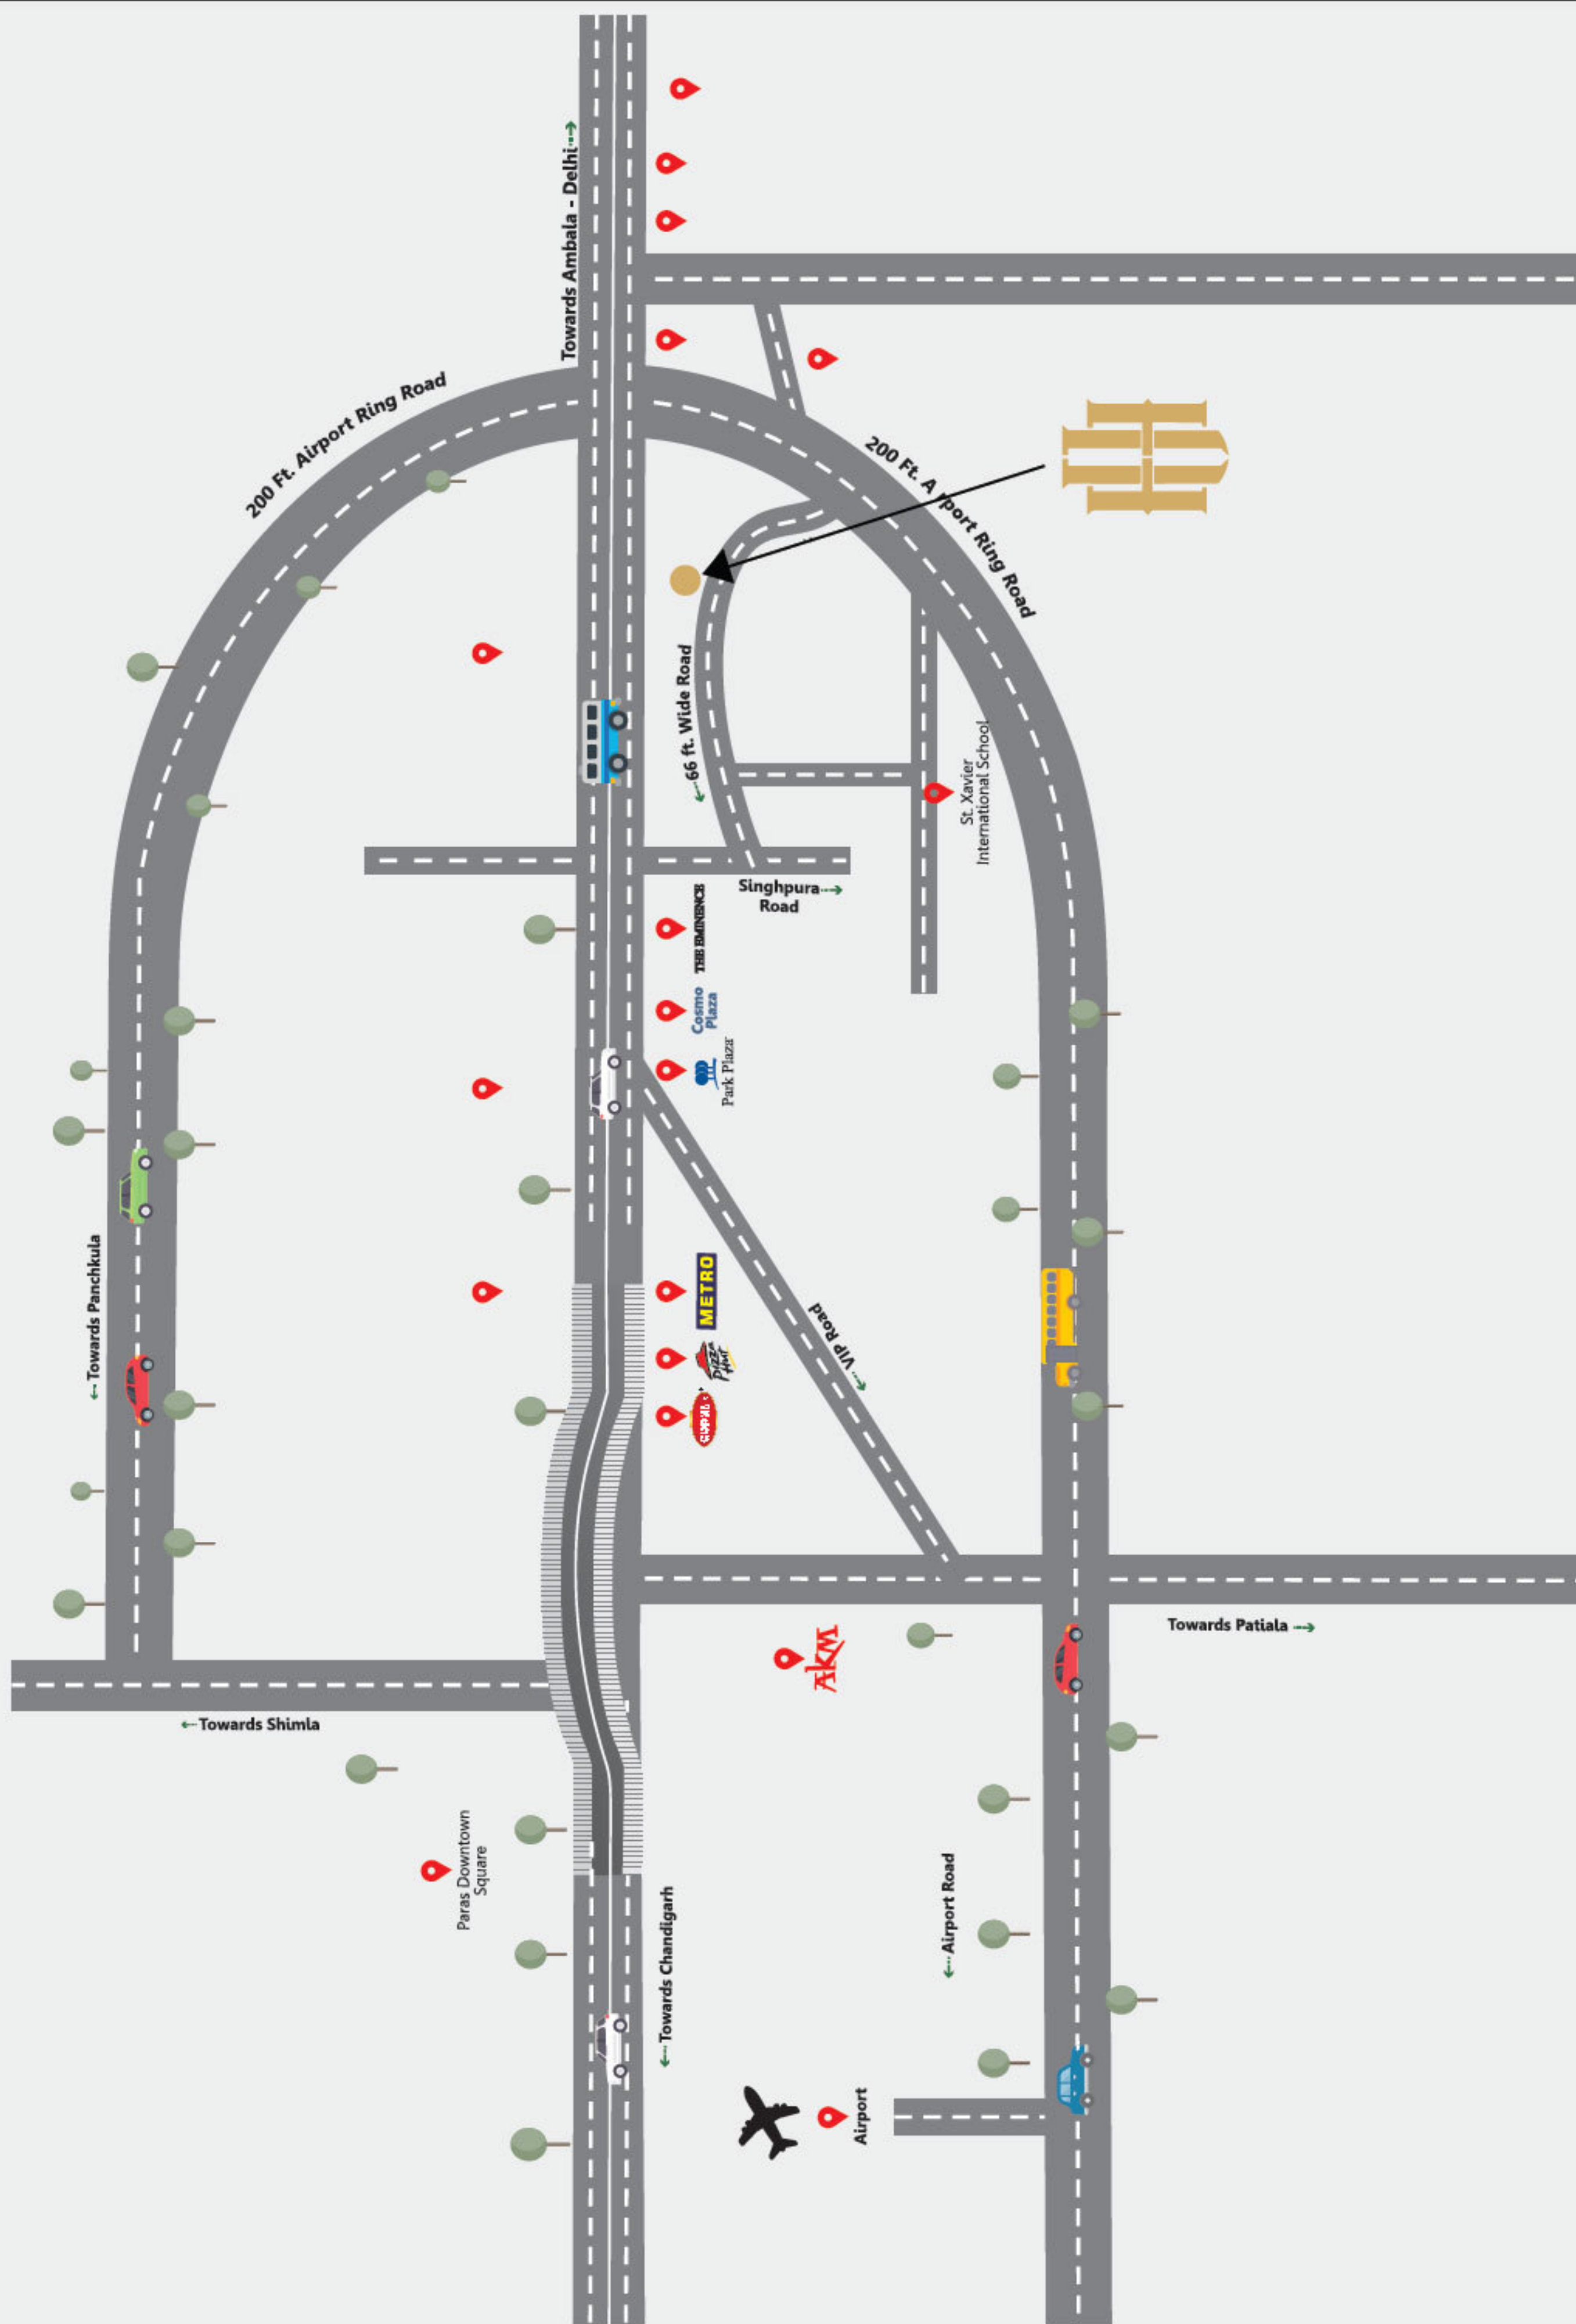 Towards Ambala - Delhi
200 Ft. Airport Ring Road
200 Ft. A rport Ring Road
66 ft. Wide Road
St. Xavier
International School
Singhpura
Road
THE EMINENCE
Cosmo
Plaza
Park Plaza
METRO
Pizza
Hut
VIP Road
Towards Panchkula
AKM
Towards Patiala
Towards Shimla
Paras Downtown
Square
Towards Chandigarh
Airport Road
Airport